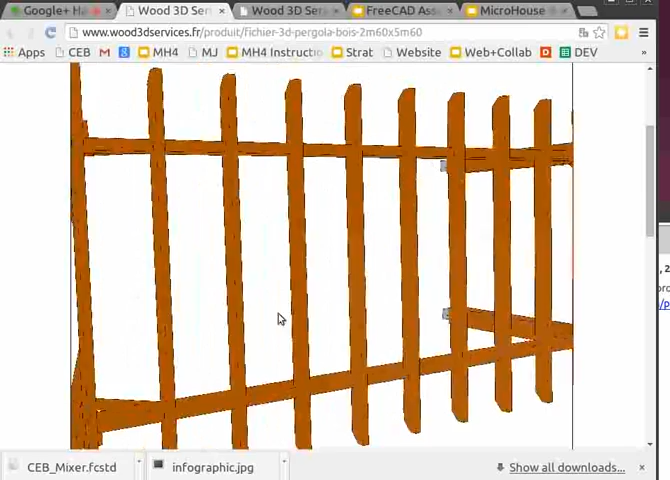 Google+ Ha
Wood 3D Ser
Wood 3D Ser
FreeCAD Ass
MicroHouse
www.wood3dservices.fr/produit/fichier-3d-pergola-bois-2m60x5m60
Apps CEB MH4 MJ MH4 Instructio Strat Website Web+Collab DEV
CEB_Mixer.fcstd
infographic.jpg
Show all downloads...